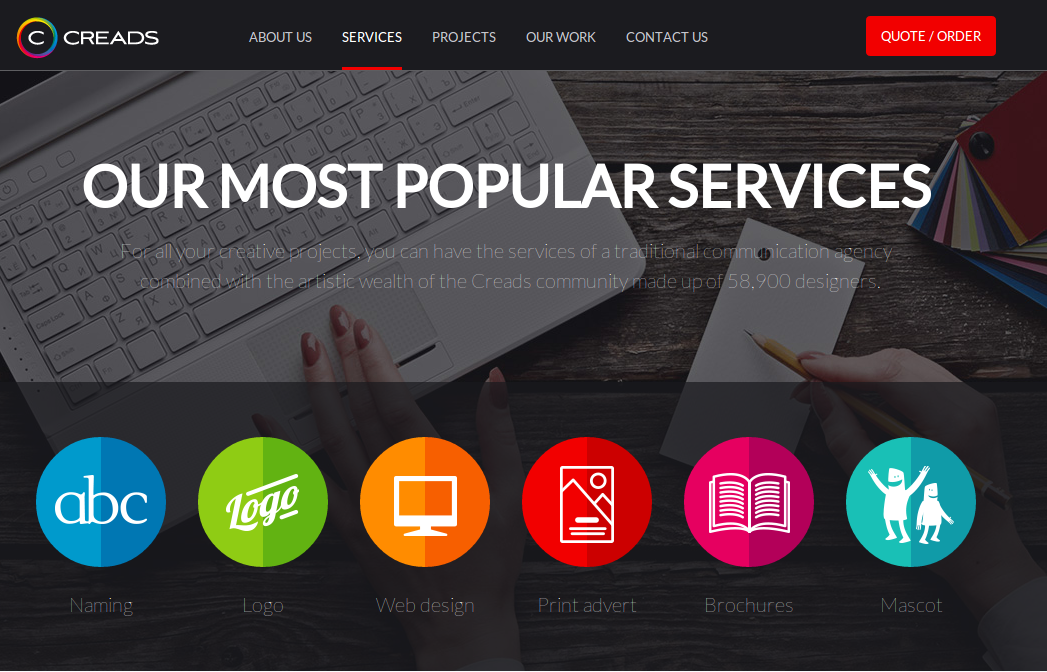 C CREADS
ABOUT US
SERVICES
PROJECTS
OUR WORK
CONTACT US
QUOTE / ORDER
OUR MOST POPULAR SERVICES
For all your creative projects, you can have the services of a traditional communication agency
combined with the artistic wealth of the Creads community made up of 58,900 designers.
abc
Logo
Naming
Logo
Web design
Print advert
Brochures
Mascot